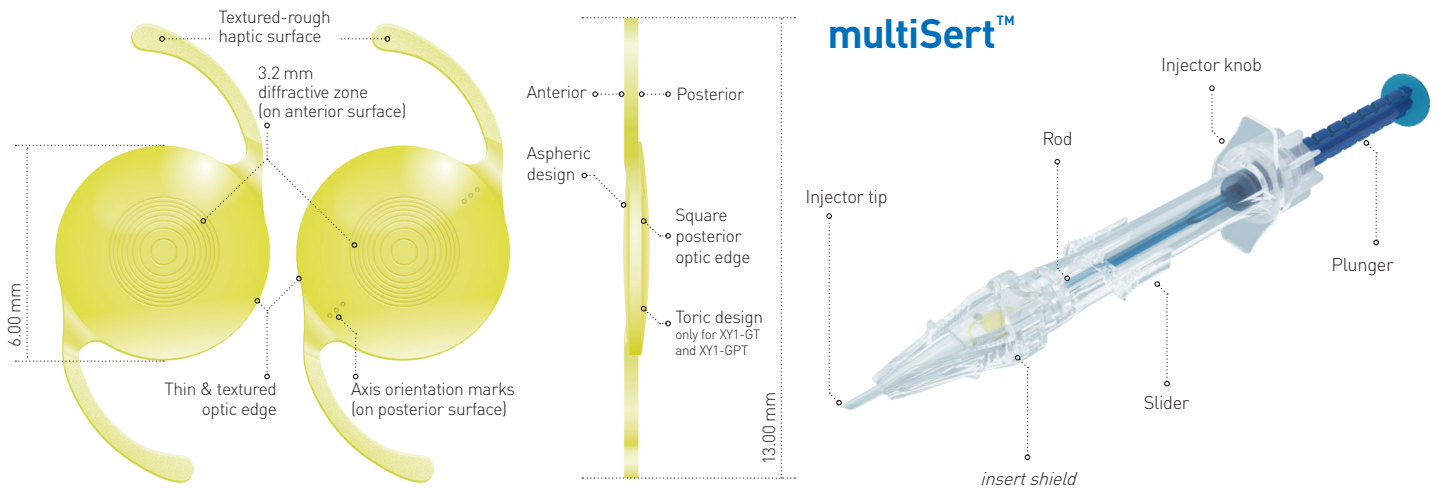 Textured-rough
haptic surface
3.2 mm
diffractive zone
(on anterior surface)
6.00 mm
Thin & textured
optic edge
Axis orientation marks
(on posterior surface)
Anterior
Posterior
Aspheric
design
Square
posterior
optic edge
Toric design
only for XY1-GT
and XY1-GPT
13.00 mm
multiSert™
Injector knob
Rod
Injector tip
Plunger
Slider
insert shield